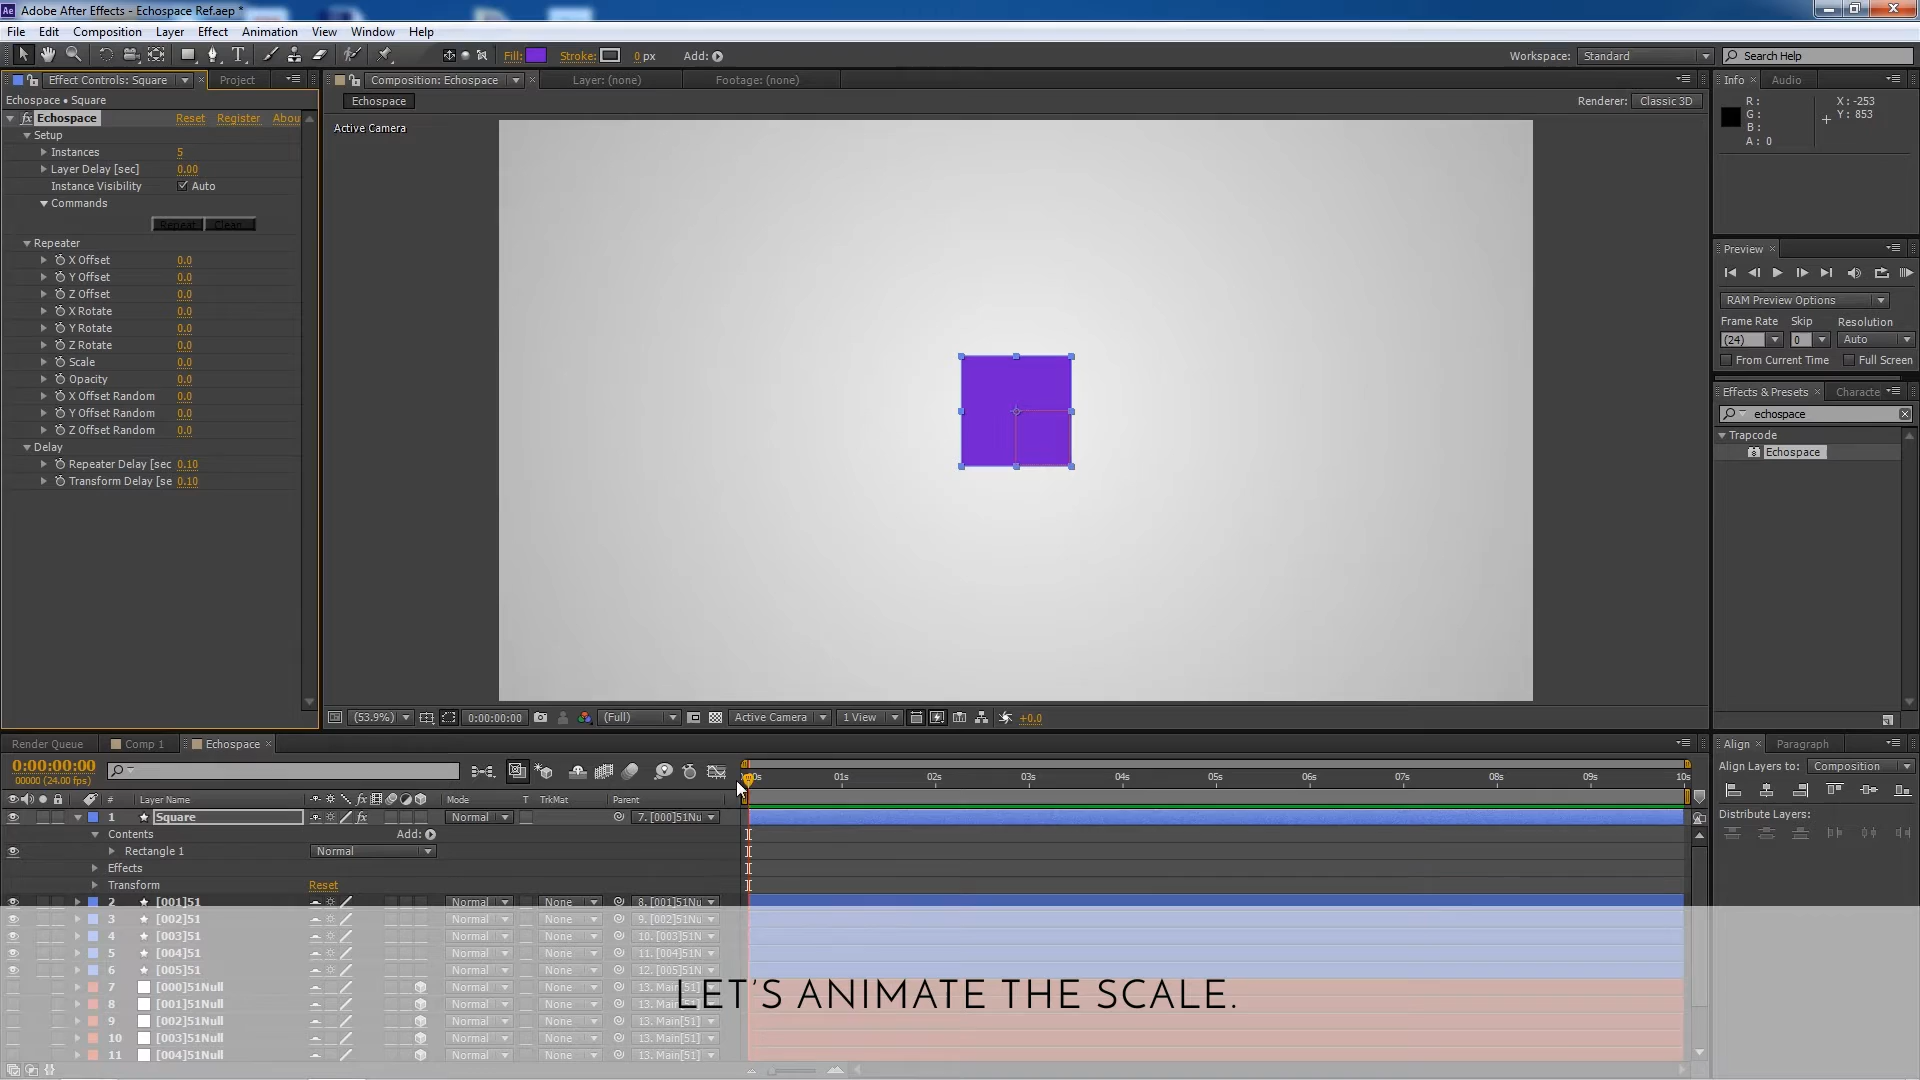 Adobe After Effects - Echospace Ref.aep *
File Edit Composition Layer Effect Animation View Window Help
Fill: Stroke: 0 px Add: Workspace: Standard Search Help
Effect Controls: Square Project Composition: Echospace Layer: (none) Footage: (none) Info Audio
Echospace • Square Echospace Renderer: Classic 3D
R: X: -253
G: Y: 853
B:
A: 0
Active Camera
Echospace Reset Register Abou
Setup
Instances 5
Layer Delay [sec] 0.00
Instance Visibility Auto
Commands
Repeat Clean
Repeater
X Offset 0.0
Y Offset 0.0
Z Offset 0.0
X Rotate 0.0
Y Rotate 0.0
Z Rotate 0.0
Scale 0.0
Opacity 0.0
X Offset Random 0.0
Y Offset Random 0.0
Z Offset Random 0.0
Delay
Repeater Delay [sec 0.10
Transform Delay [se 0.10
Preview
RAM Preview Options
Frame Rate Skip Resolution
(24) 0 Auto
From Current Time Full Screen
Effects & Presets Characte
echospace
Trapcode
Echospace
(53.9%) 0:00:00:00 (Full) Active Camera 1 View +0.0
Render Queue Comp 1 Echospace Align Paragraph
0:00:00:00
00000 (24.00 fps)
Align Layers to: Composition
Distribute Layers:
01s 02s 03s 04s 05s 06s 07s 08s 09s 10s
# Layer Name Mode T TrkMat Parent
1 Square Normal 7. [000]51Nu
Contents Add:
Rectangle 1 Normal
Effects
Transform Reset
2 [001]51 Normal None 8. [001]51Nu
3 [002]51 Normal None 9. [002]51Nu
4 [003]51 Normal None 10. [003]51N
5 [004]51 Normal None 11. [004]51N
6 [005]51 Normal None 12. [005]51N
7 [000]51Null Normal None 13. Main[51]
8 [001]51Null Normal None 13. Main[51]
9 [002]51Null Normal None 13. Main[51]
10 [003]51Null Normal None 13. Main[51]
11 [004]51Null Normal None 13. Main[51]
LET'S ANIMATE THE SCALE.